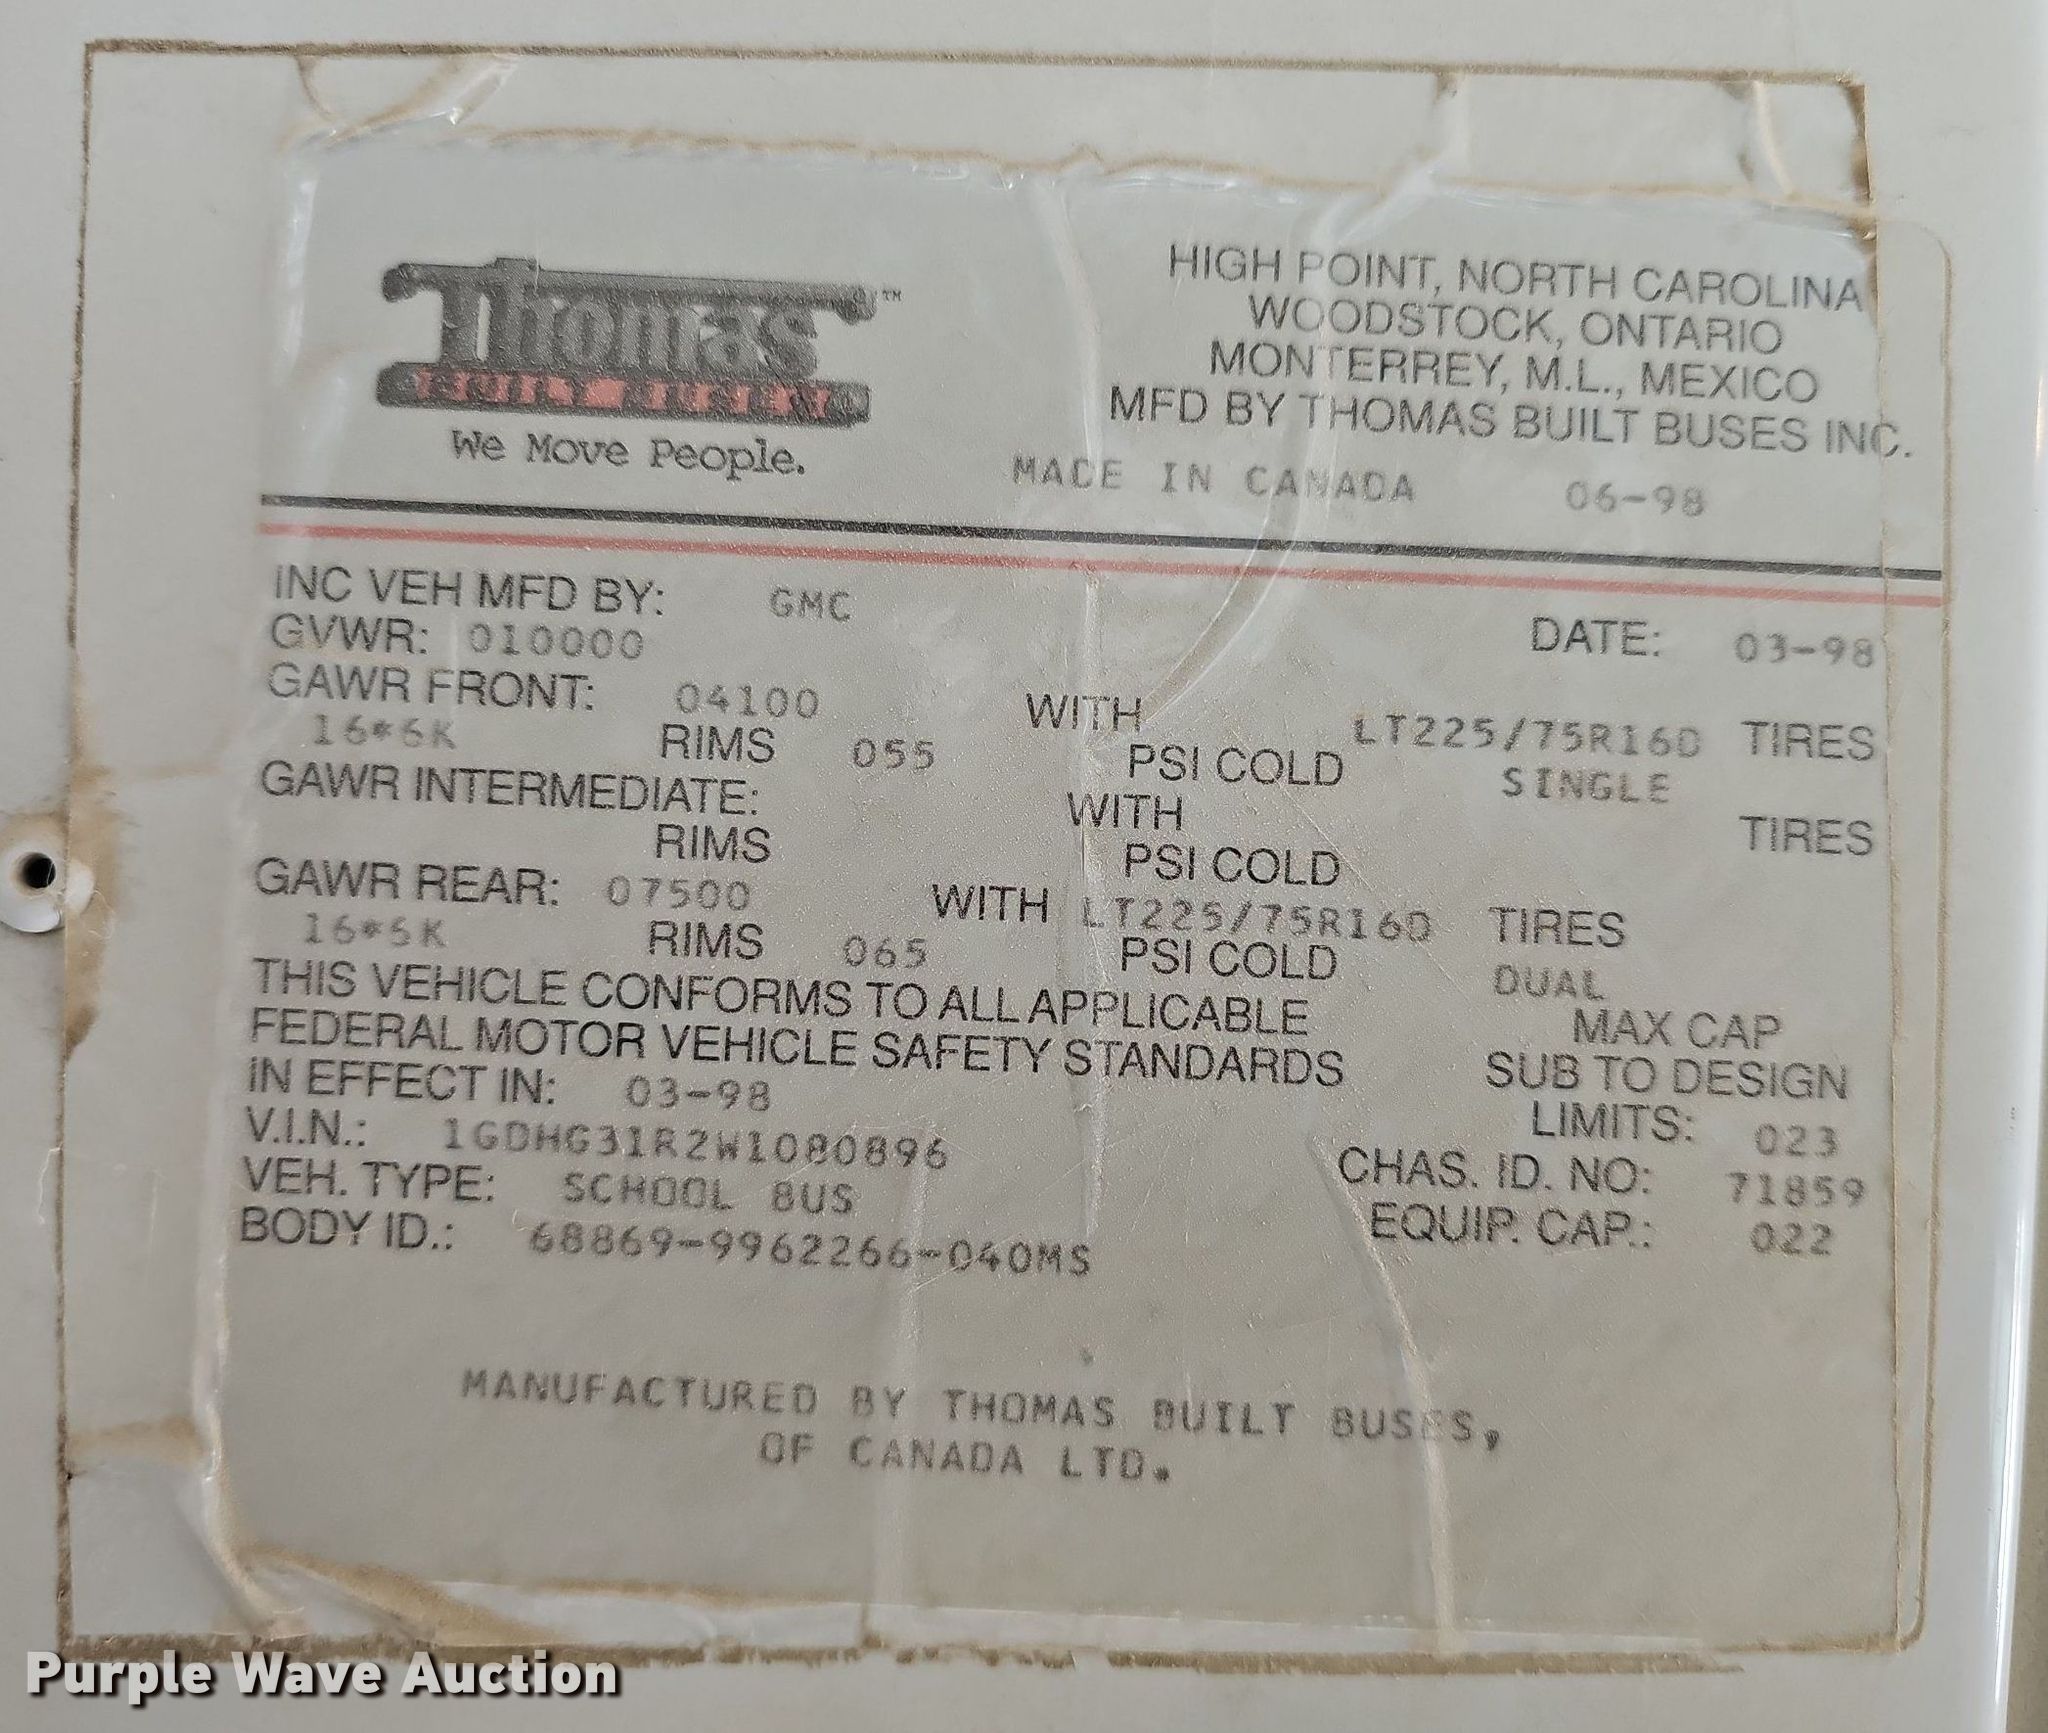 Thomas™
BUILT BUSES
We Move People.
HIGH POINT, NORTH CAROLINA
WOODSTOCK, ONTARIO
MONTERREY, M.L., MEXICO
MFD BY THOMAS BUILT BUSES INC.
MADE IN CANADA 06-98
INC VEH MFD BY: GMC
GVWR: 010000 DATE: 03-98
GAWR FRONT: 04100 WITH LT225/75R16D TIRES
16*6K RIMS 055 PSI COLD SINGLE
GAWR INTERMEDIATE: WITH TIRES
RIMS PSI COLD
GAWR REAR: 07500 WITH LT225/75R16D TIRES
16*6K RIMS 065 PSI COLD DUAL
THIS VEHICLE CONFORMS TO ALL APPLICABLE
FEDERAL MOTOR VEHICLE SAFETY STANDARDS
IN EFFECT IN: 03-98
MAX CAP
SUB TO DESIGN
LIMITS: 023
V.I.N.: 1GDHG31R2W1080896
CHAS. ID. NO: 71859
VEH. TYPE: SCHOOL BUS
EQUIP. CAP.: 022
BODY ID.: 68869-9962266-040MS
MANUFACTURED BY THOMAS BUILT BUSES,
OF CANADA LTD.
Purple Wave Auction